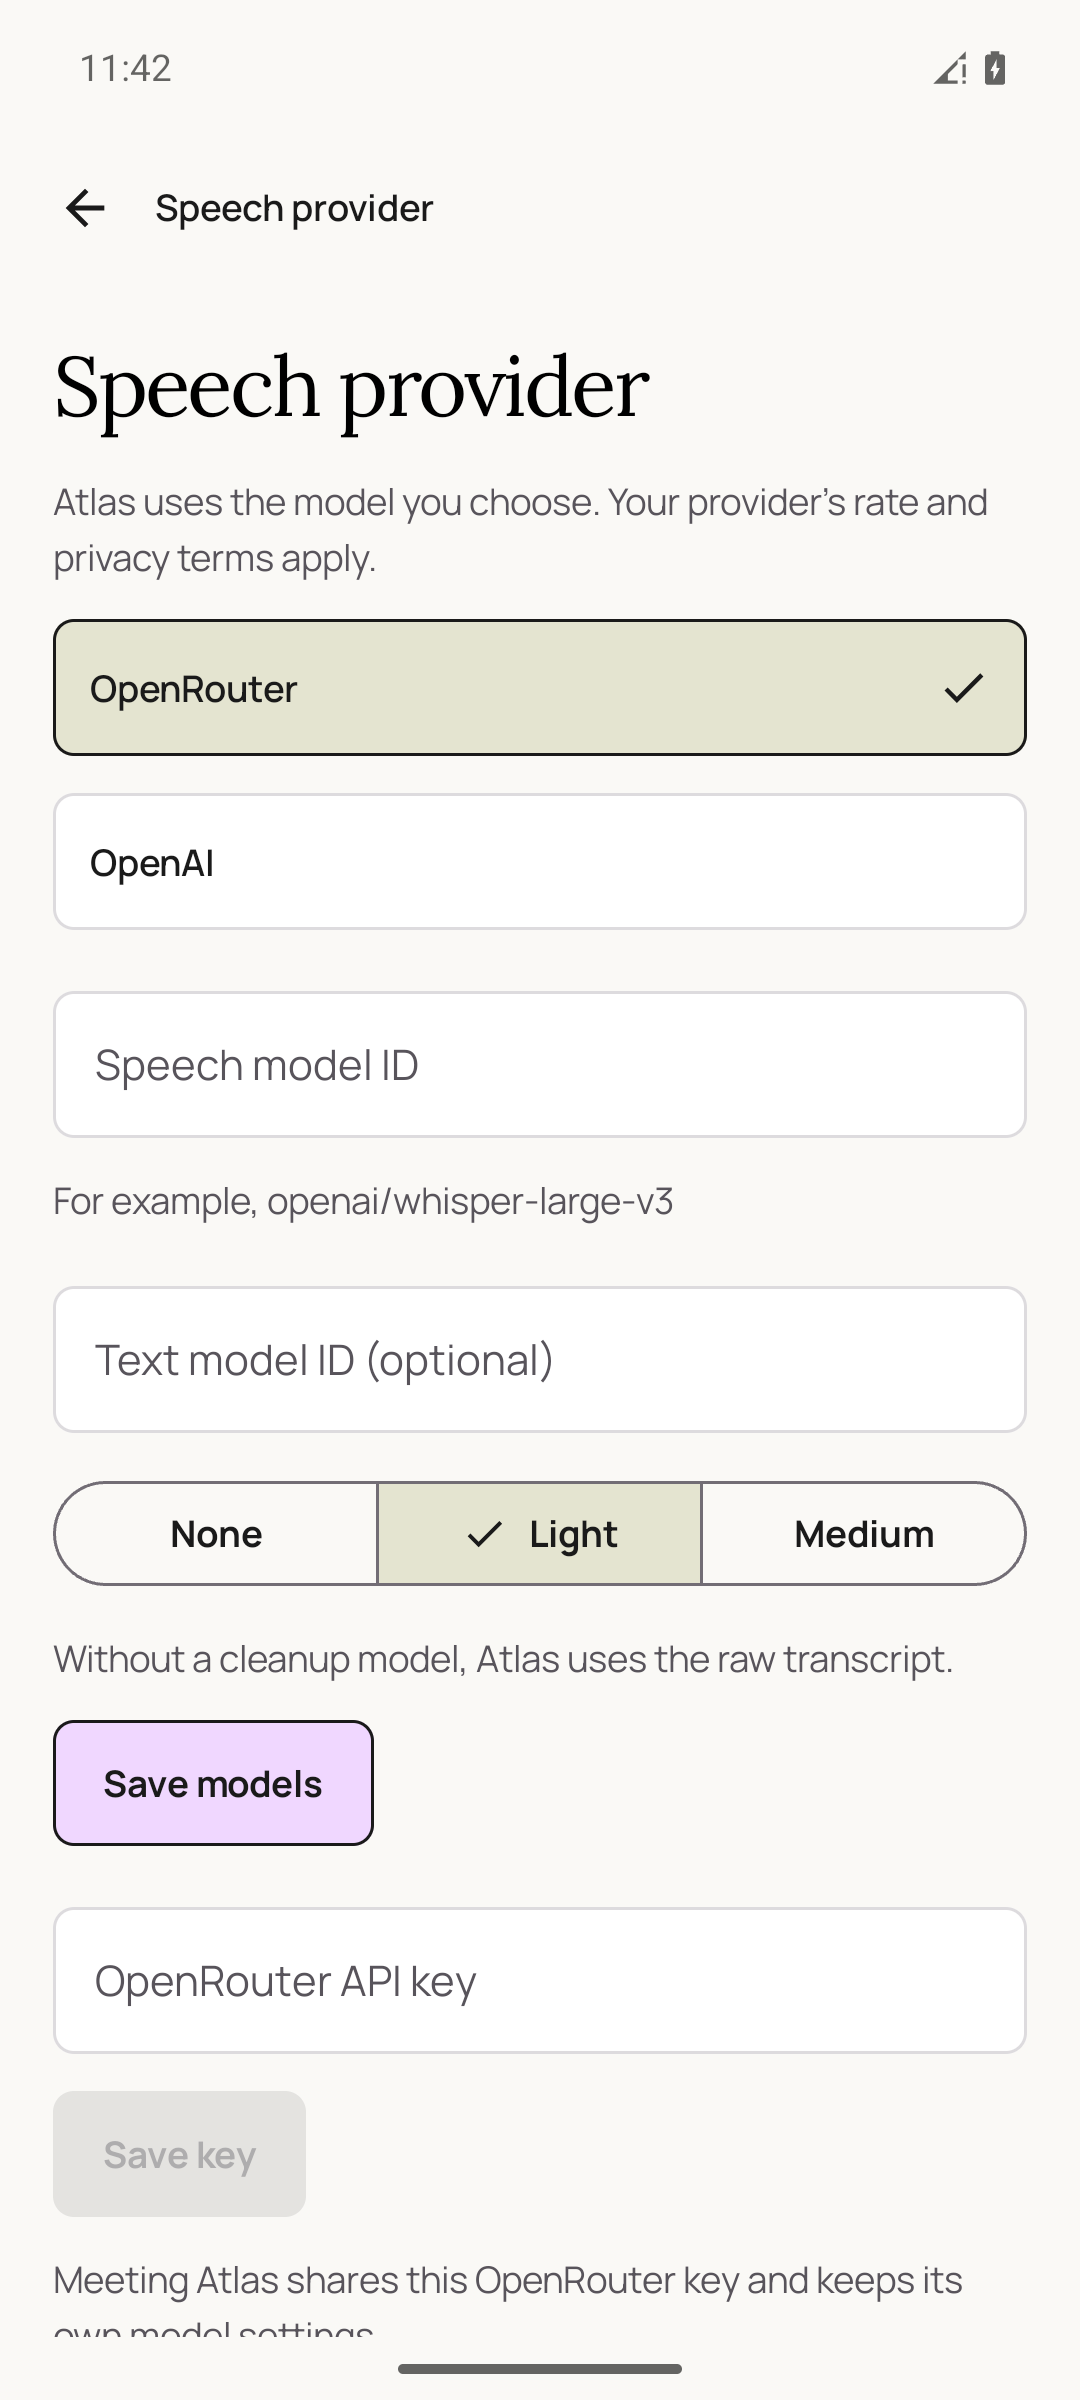 11:42
Speech provider
Speech provider
Atlas uses the model you choose. Your provider’s rate and
privacy terms apply.
OpenRouter
OpenAI
Speech model ID
For example, openai/whisper-large-v3
Text model ID (optional)
None Light Medium
Without a cleanup model, Atlas uses the raw transcript.
Save models
OpenRouter API key
Save key
Meeting Atlas shares this OpenRouter key and keeps its
own model settings.